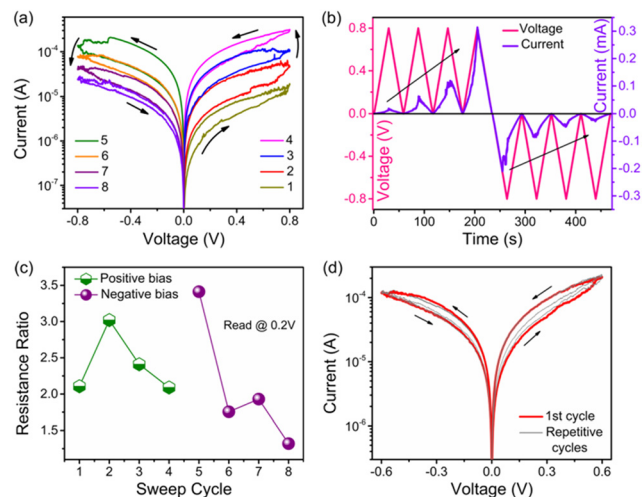 (a)
Current (A)
10⁻⁴
10⁻⁵
10⁻⁶
10⁻⁷
5
6
7
8
4
3
2
1
-0.8 -0.4 0.0 0.4 0.8
Voltage (V)
(b)
Voltage
Current
Voltage (V)
0.8
0.4
0.0
-0.4
-0.8
Current (mA)
0.3
0.2
0.1
0.0
-0.1
-0.2
-0.3
0 100 200 300 400
Time (s)
(c)
Positive bias
Negative bias
Read @ 0.2V
Resistance Ratio
3.5
3.0
2.5
2.0
1.5
1 2 3 4 5 6 7 8
Sweep Cycle
(d)
Current (A)
10⁻⁴
10⁻⁵
10⁻⁶
1st cycle
Repetitive
cycles
-0.6 -0.3 0.0 0.3 0.6
Voltage (V)